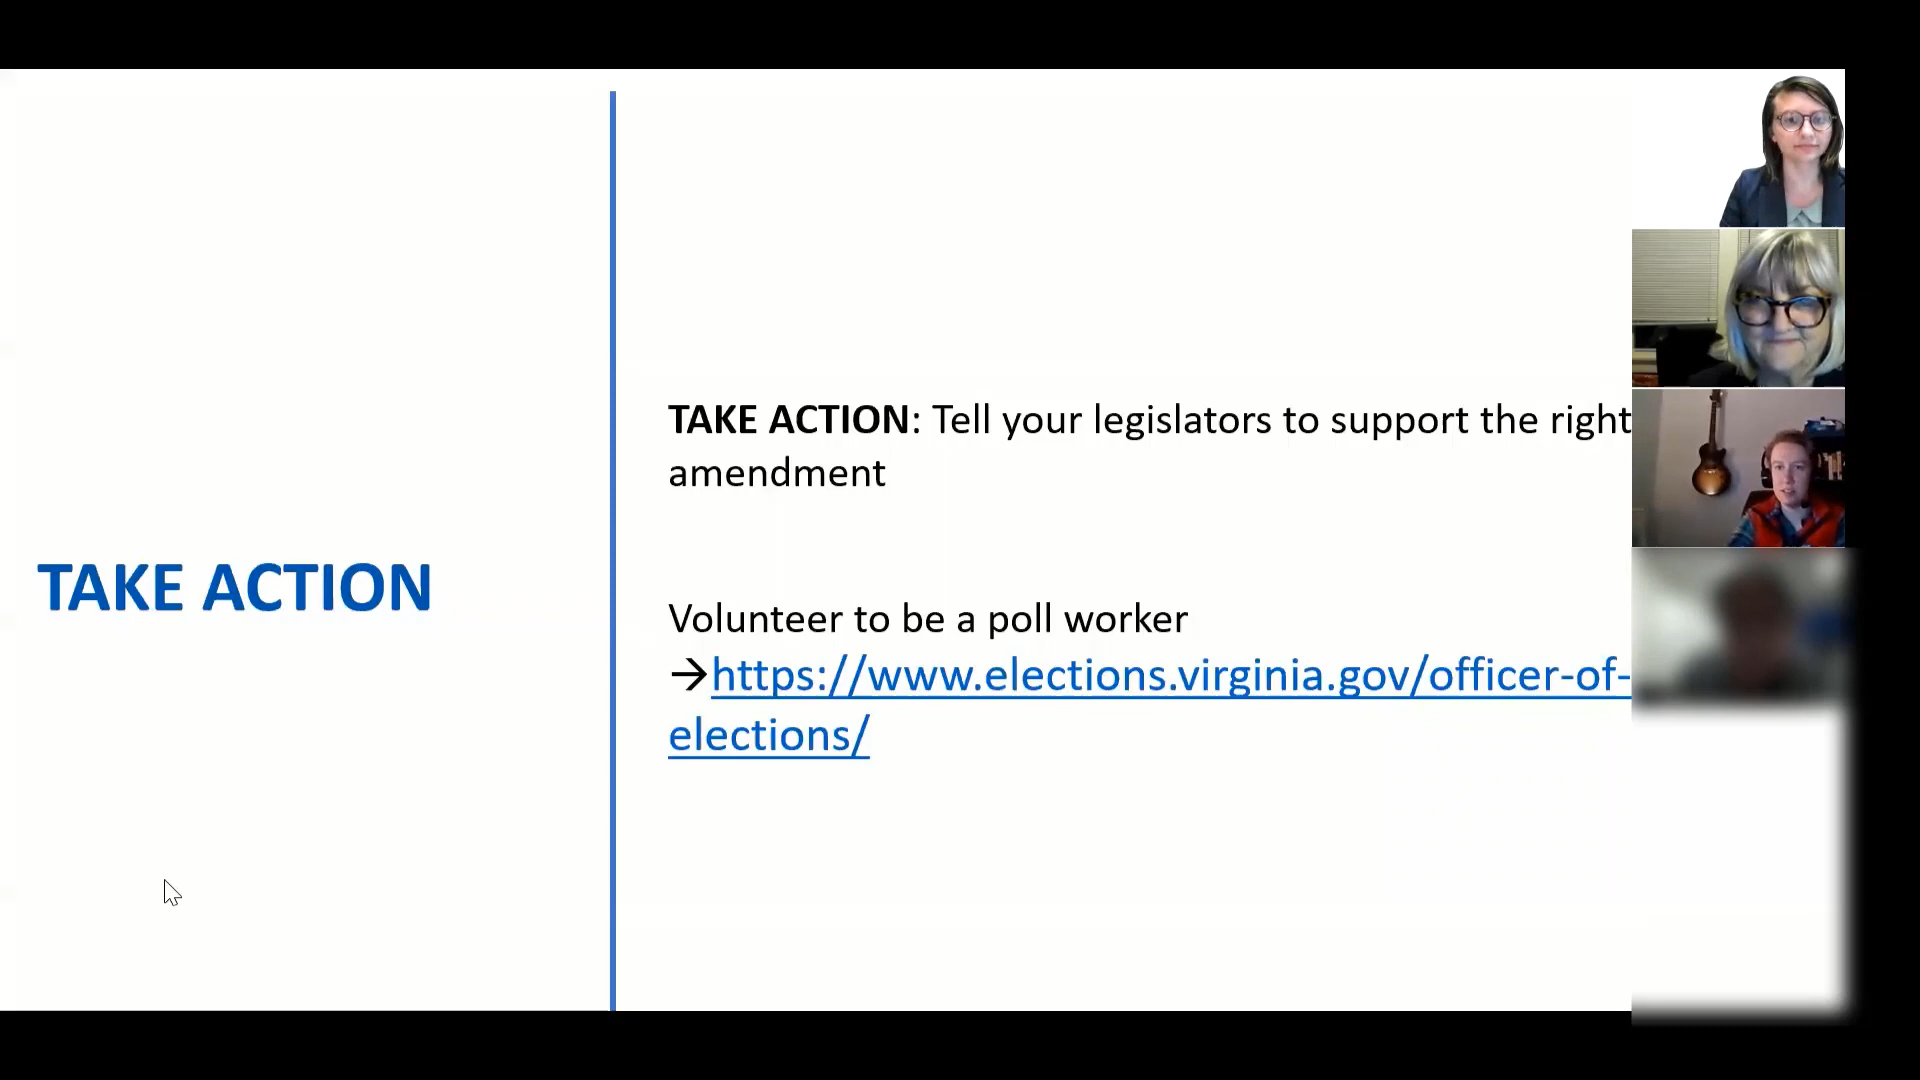 TAKE ACTION
TAKE ACTION: Tell your legislators to support the right
amendment
Volunteer to be a poll worker
→https://www.elections.virginia.gov/officer-of-
elections/